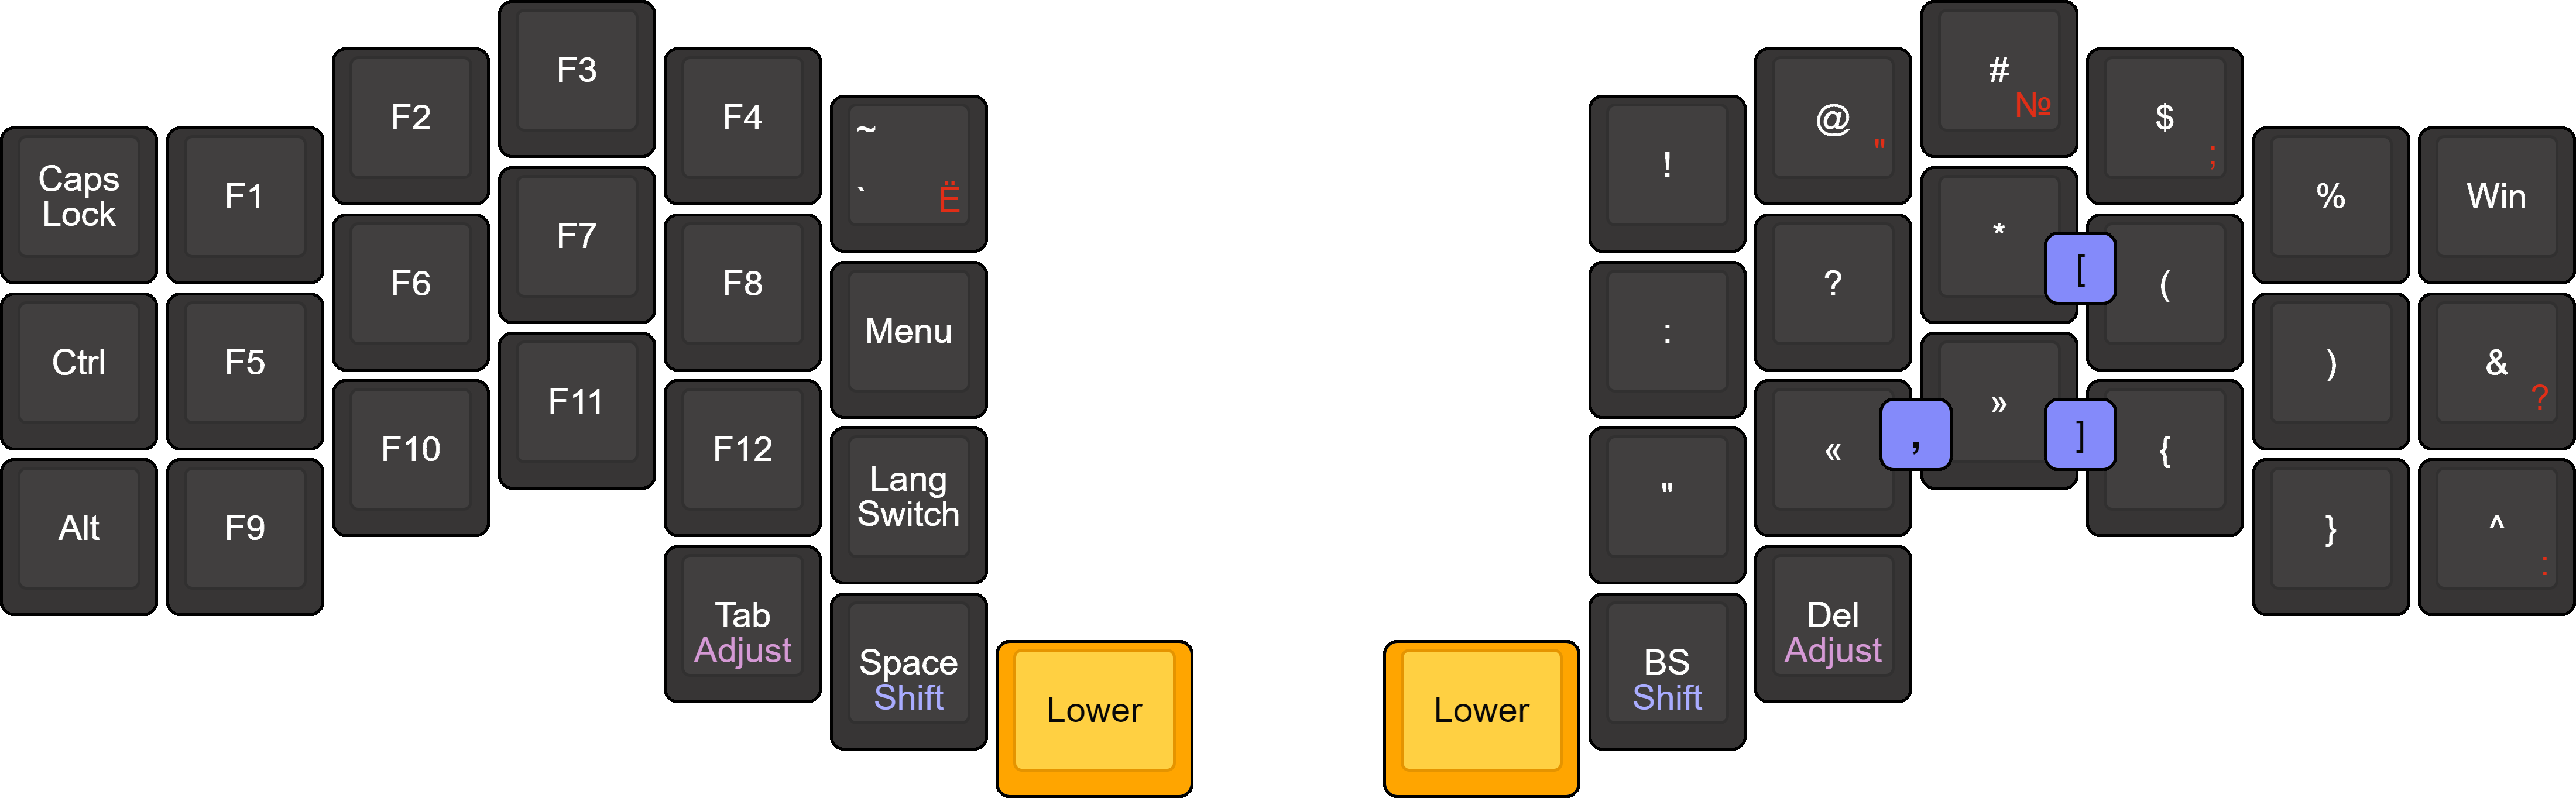 Caps
Lock
F1
F2
F3
F4
~
` Ё
!
@
"
#
№
$
;
%
Win
Ctrl
F5
F6
F7
F8
Menu
:
?
*
[
(
)
&
?
Alt
F9
F10
F11
F12
Lang
Switch
"
«
,
»
]
{
}
^
:
Tab
Adjust
Space
Shift
Lower
Lower
BS
Shift
Del
Adjust